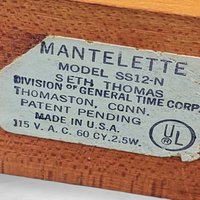 MANTELETTE
MODEL SS12-N
SETH THOMAS
DIVISION OF GENERAL TIME CORP.
THOMASTON, CONN.
PATENT PENDING
MADE IN U.S.A.
115 V. A.C. 60 CY. 2.5W.
UL